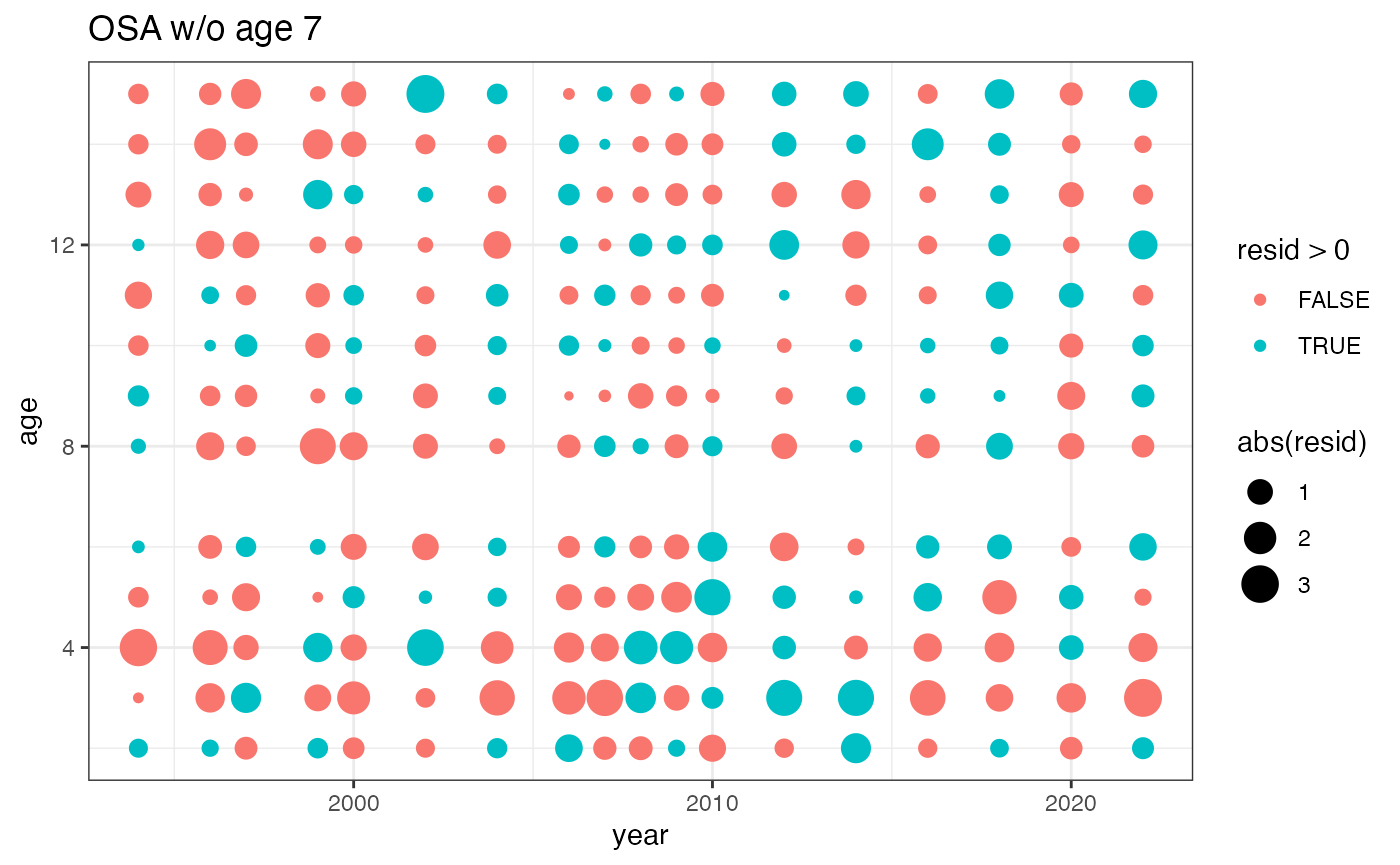 OSA w/o age 7
age
12
8
4
2000
2010
2020
year
resid > 0
FALSE
TRUE
abs(resid)
1
2
3